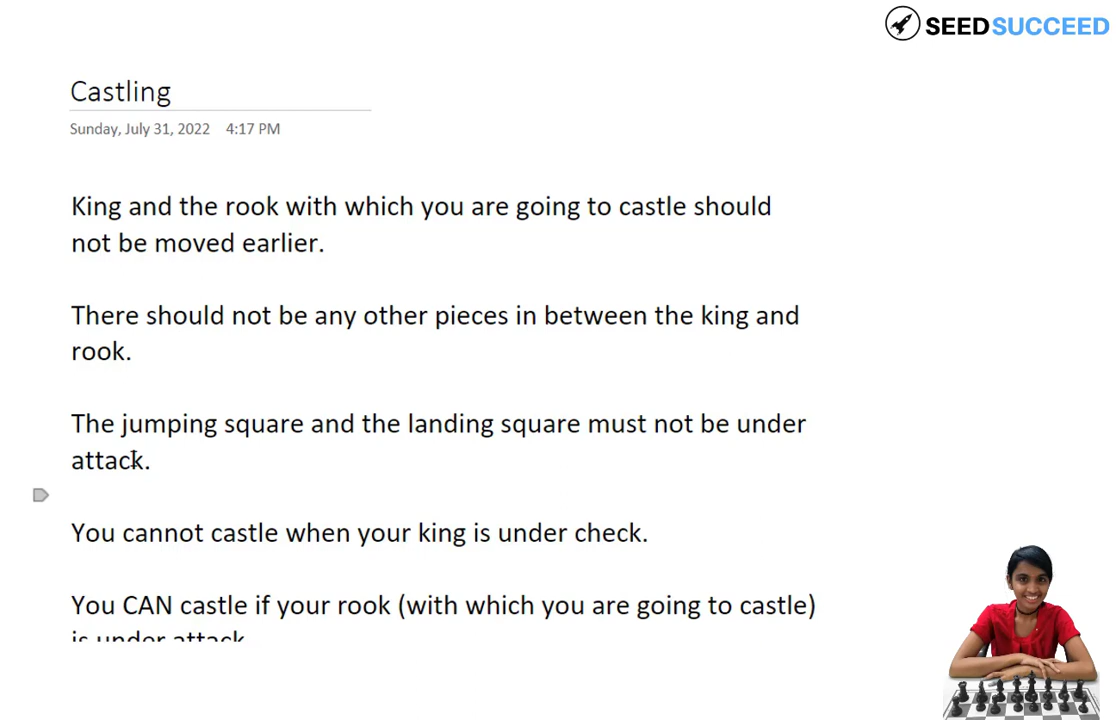 SEEDSUCCEED
Castling
Sunday, July 31, 2022 4:17 PM
King and the rook with which you are going to castle should
not be moved earlier.
There should not be any other pieces in between the king and
rook.
The jumping square and the landing square must not be under
attack.
You cannot castle when your king is under check.
You CAN castle if your rook (with which you are going to castle)
is under attack